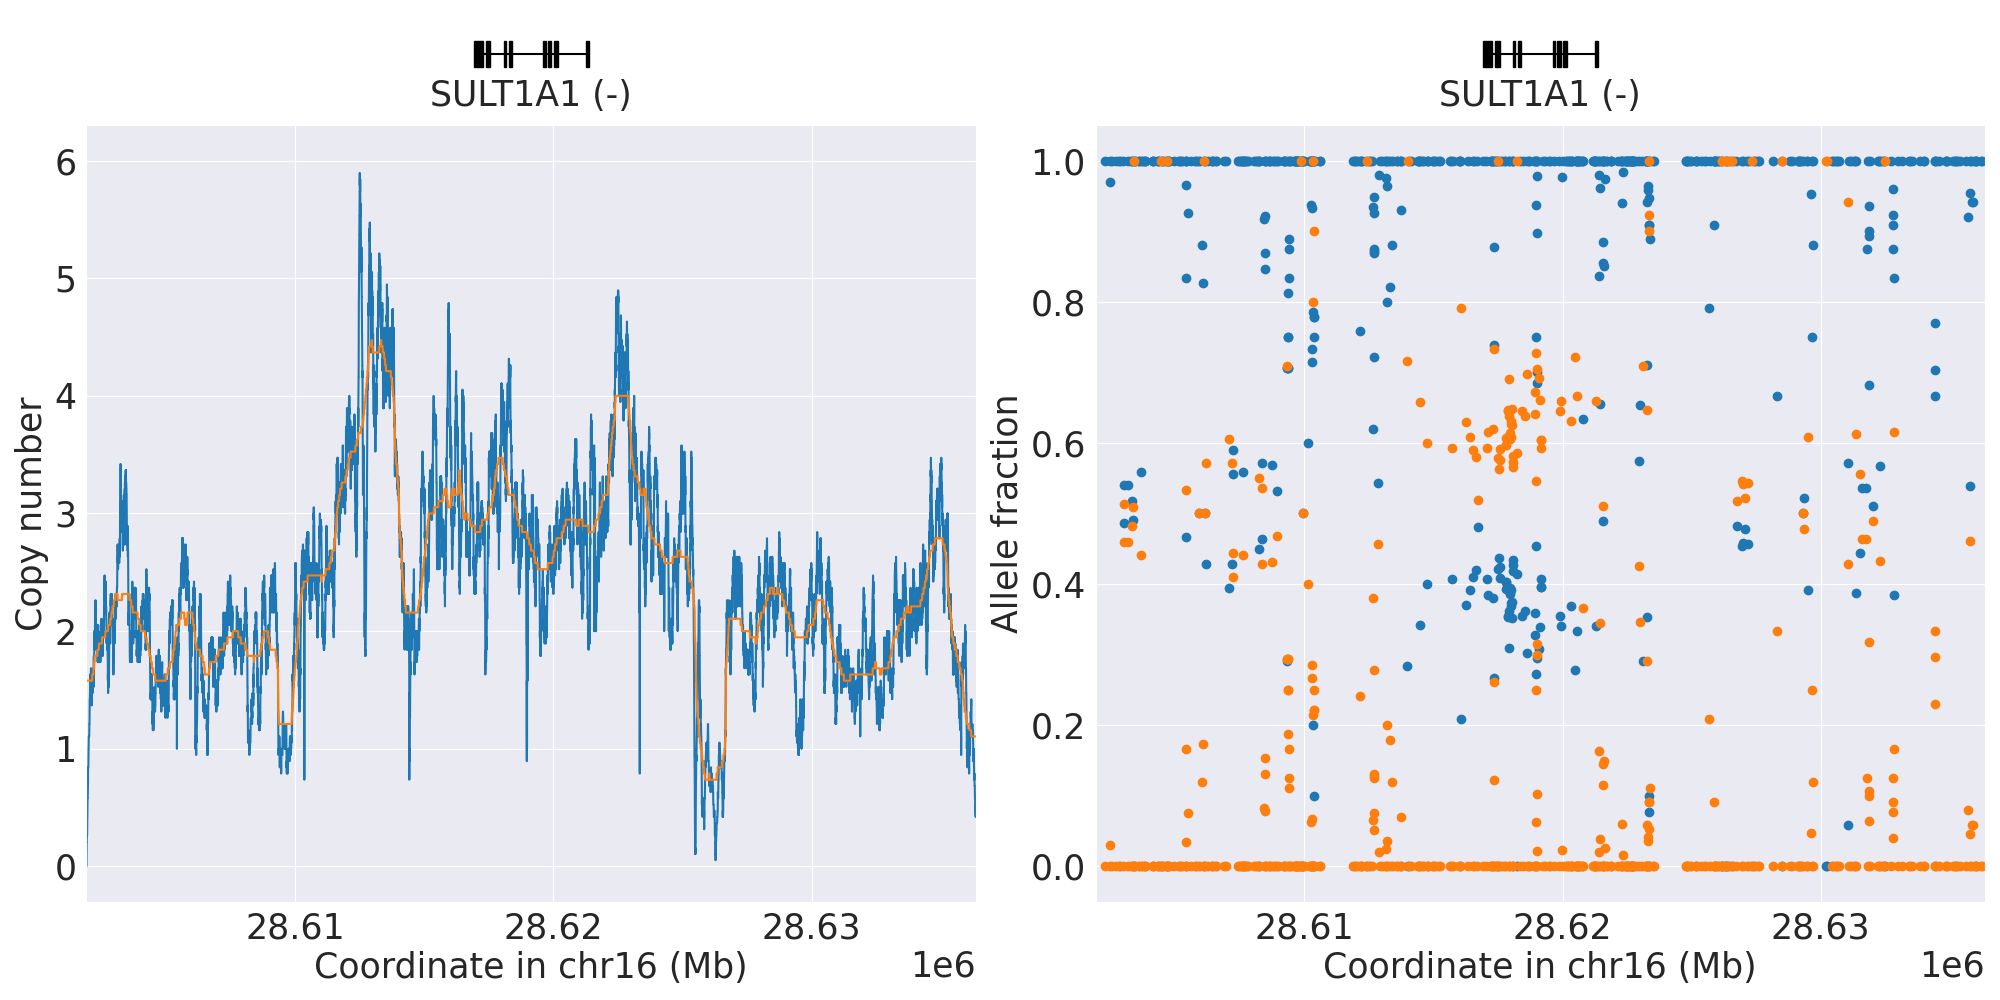 SULT1A1 (-)
6
5
4
3
2
1
0
Copy number
28.61
28.62
28.63
Coordinate in chr16 (Mb)
1e6
SULT1A1 (-)
1.0
0.8
0.6
0.4
0.2
0.0
Allele fraction
28.61
28.62
28.63
Coordinate in chr16 (Mb)
1e6